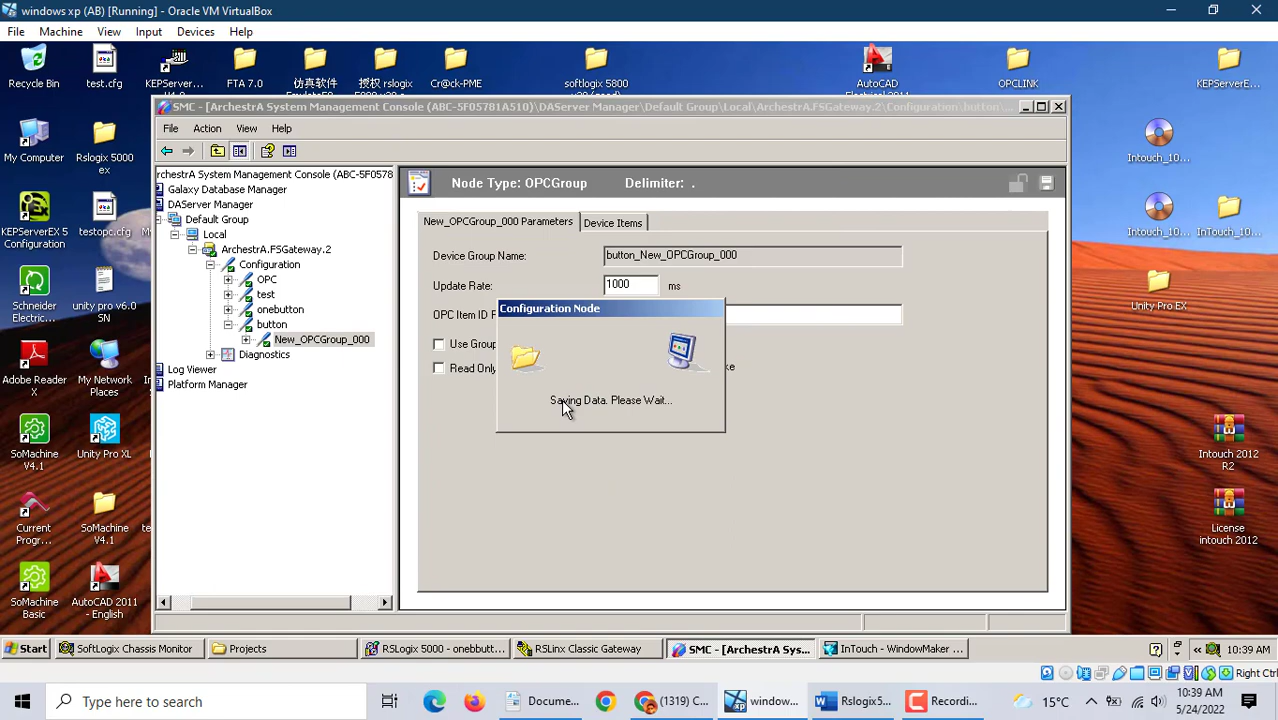 windows xp (AB) [Running] - Oracle VM VirtualBox
File Machine View Input Devices Help
Recycle Bin
test.cfg
KEPServer...
FTA 7.0
仿真软件
授权 rslogix
Cr@ck-PME
softlogix 5800
AutoCAD
OPCLINK
KEPServerE...
SMC - [ArchestrA System Management Console (ABC-5F05781A510)\DAServer Manager\Default Group\Local\ArchestrA.FSGateway.2\Configuration\button\...
File Action View Help
My Computer
Rslogix 5000
ex
Intouch_10...
rchestrA System Management Console (ABC-5F0578
Galaxy Database Manager
DAServer Manager
Default Group
Local
ArchestrA.FSGateway.2
Configuration
OPC
test
onebutton
button
New_OPCGroup_000
Diagnostics
Log Viewer
Platform Manager
Node Type: OPCGroup Delimiter: .
New_OPCGroup_000 Parameters Device Items
Device Group Name: button_New_OPCGroup_000
Update Rate: 1000 ms
OPC Item ID P
Use Group
Read Only
ke
Configuration Node
Saving Data. Please Wait...
KEPServerEX 5
Configuration
testopc.cfg
Intouch_10...
InTouch_10...
Schneider
Electric...
unity pro v6.0
SN
Unity Pro EX
Adobe Reader
X
My Network
Places
SoMachine
V4.1
Unity Pro XL
Intouch 2012
R2
Current
Progr...
SoMachine
V4.1
License
intouch 2012
SoMachine
Basic
AutoCAD 2011
- English
Start SoftLogix Chassis Monitor Projects RSLogix 5000 - onebutt... RSLinx Classic Gateway SMC - [ArchestrA Sys... InTouch - WindowMaker ... 10:39 AM
Right Ctrl
Type here to search Docume... (1319) C... window... Rslogix5... Recordi... 15°C 10:39 AM
5/24/2022